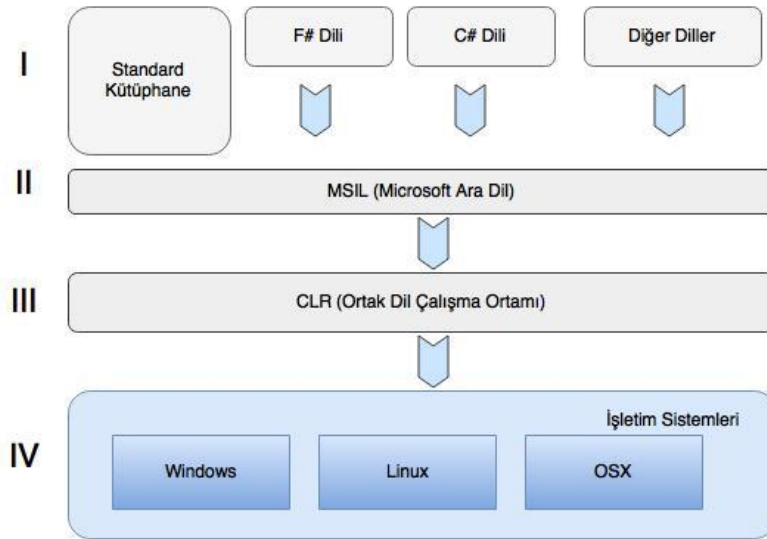 I
Standard
Kütüphane
F# Dili
C# Dili
Diğer Diller
II
MSIL (Microsoft Ara Dil)
III
CLR (Ortak Dil Çalışma Ortamı)
IV
İşletim Sistemleri
Windows
Linux
OSX